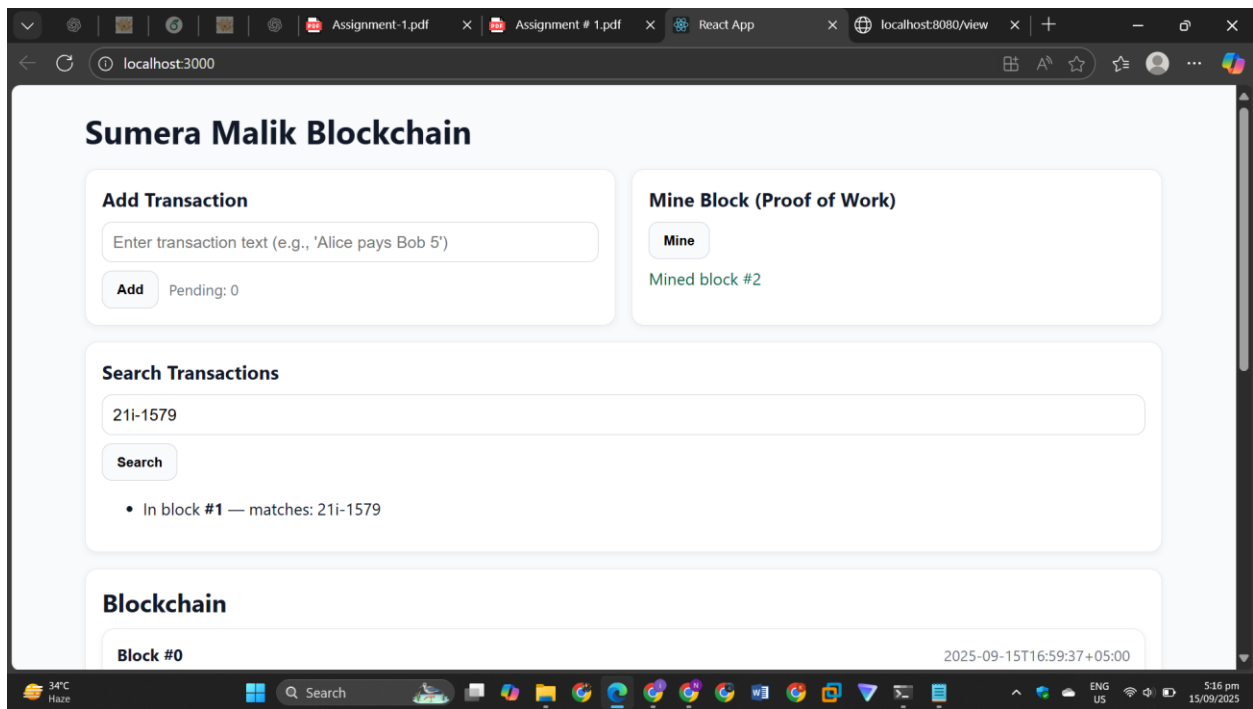 Assignment-1.pdf
Assignment # 1.pdf
React App
localhost:8080/view
localhost:3000
Sumera Malik Blockchain
Add Transaction
Enter transaction text (e.g., 'Alice pays Bob 5')
Add
Pending: 0
Mine Block (Proof of Work)
Mine
Mined block #2
Search Transactions
21i-1579
Search
• In block #1 — matches: 21i-1579
Blockchain
Block #0
2025-09-15T16:59:37+05:00
34°C
Haze
Search
ENG
US
5:16 pm
15/09/2025